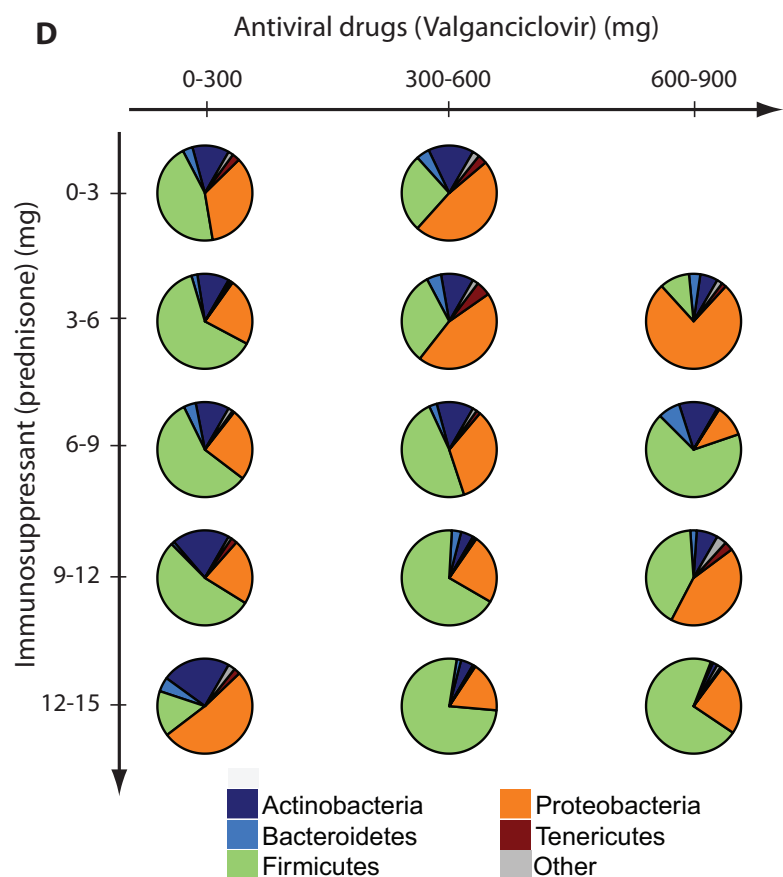 D
Antiviral drugs (Valganciclovir) (mg)
0-300 300-600 600-900
Immunosuppressant (prednisone) (mg)
0-3
3-6
6-9
9-12
12-15
Actinobacteria Proteobacteria
Bacteroidetes Tenericutes
Firmicutes Other